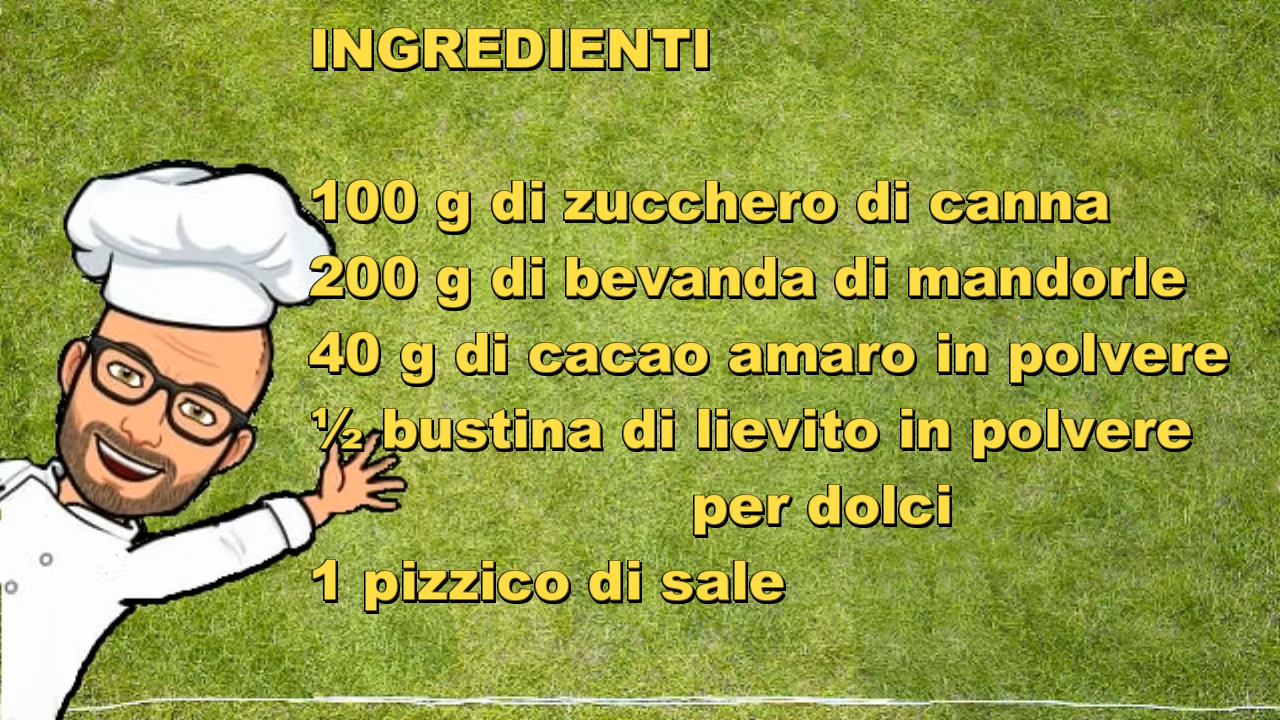 INGREDIENTI
100 g di zucchero di canna
200 g di bevanda di mandorle
40 g di cacao amaro in polvere
½ bustina di lievito in polvere
per dolci
1 pizzico di sale